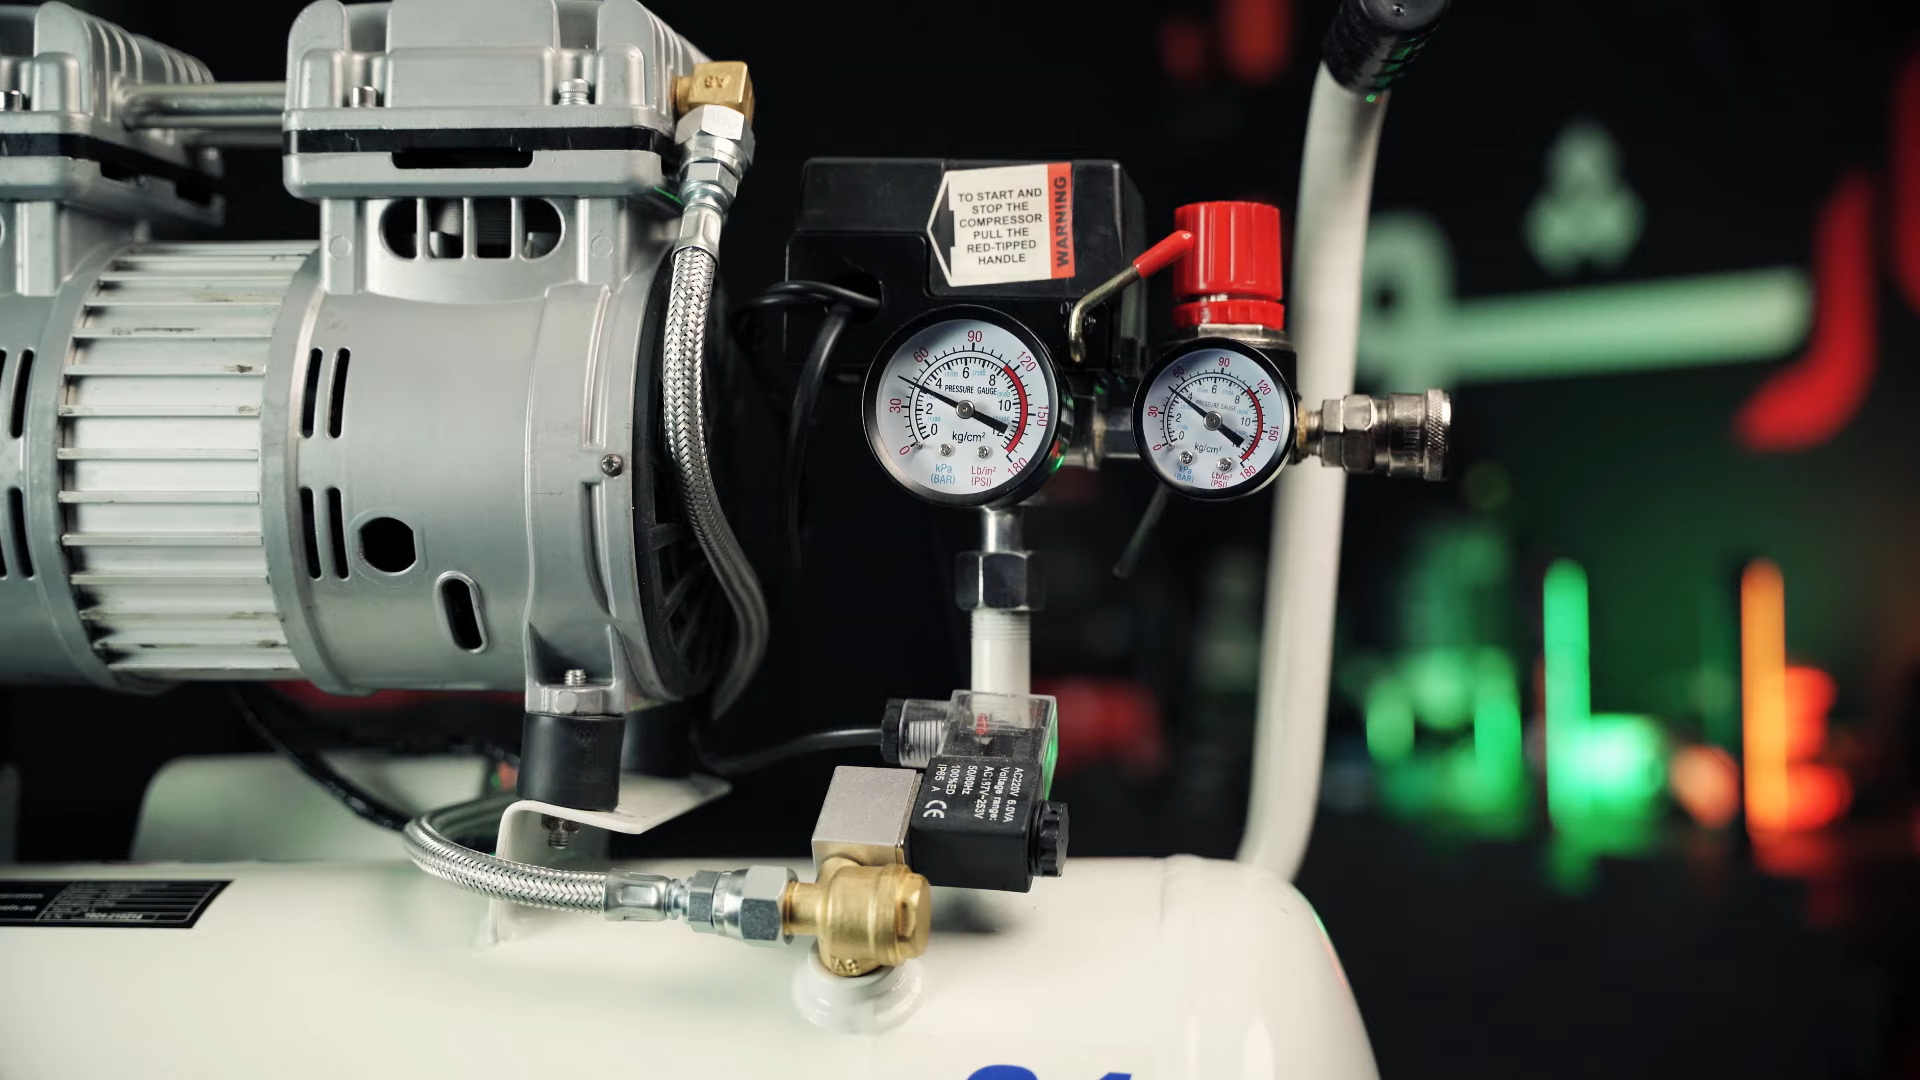 TO START AND
STOP THE
COMPRESSOR
PULL THE
RED-TIPPED
HANDLE
WARNING
0
30
60
90
120
150
180
0
2
4
6
8
10
12
PRESSURE GAUGE
kg/cm²
kPa
(BAR)
Lb/in²
(PSI)
0
30
60
90
120
150
180
0
2
4
6
8
10
PRESSURE GAUGE
kg/cm²
kPa
(BAR)
Lb/in²
(PSI)
AC220V 6.0VA
Voltage range:
AC187V~253V
50/60Hz
100%ED
IP65 A
CE